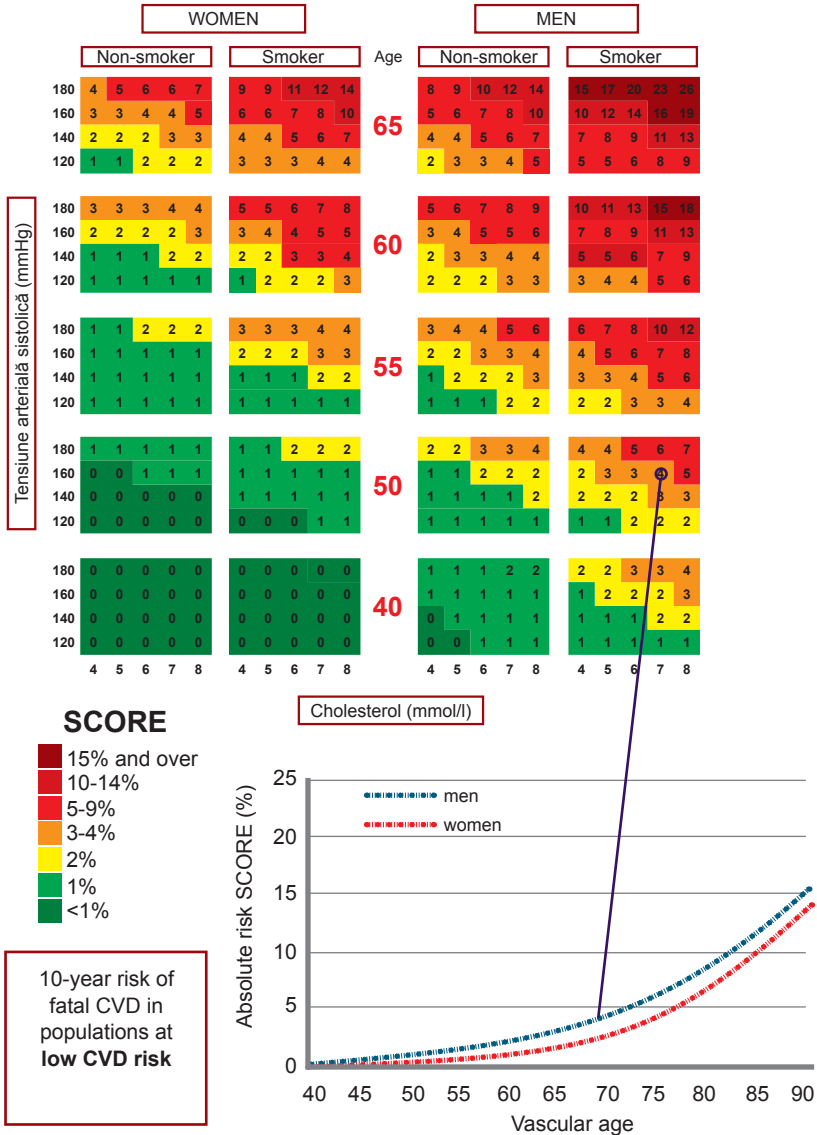 WOMEN MEN
Non-smoker Smoker Age Non-smoker Smoker
180 4 5 6 6 7 9 9 11 12 14 8 9 10 12 14 15 17 20 23 26
160 3 3 4 4 5 6 6 7 8 10 5 6 7 8 10 10 12 14 16 19
65
140 2 2 2 3 3 4 4 5 6 7 4 4 5 6 7 7 8 9 11 13
120 1 1 2 2 2 3 3 3 4 4 2 3 3 4 5 5 5 6 8 9
180 3 3 3 4 4 5 5 6 7 8 5 6 7 8 9 10 11 13 15 18
160 2 2 2 2 3 3 4 4 5 5 3 4 5 5 6 7 8 9 11 13
60
140 1 1 1 2 2 2 2 3 3 4 2 3 3 4 4 5 5 6 7 9
120 1 1 1 1 1 1 2 2 2 3 2 2 2 3 3 3 4 4 5 6
180 1 1 2 2 2 3 3 3 4 4 3 4 4 5 6 6 7 8 10 12
160 1 1 1 1 1 2 2 2 3 3 2 2 3 3 4 4 5 6 7 8
55
140 1 1 1 1 1 1 1 1 2 2 1 2 2 2 3 3 3 4 5 6
120 1 1 1 1 1 1 1 1 1 1 1 1 1 2 2 2 2 3 3 4
180 1 1 1 1 1 1 1 2 2 2 2 2 3 3 4 4 4 5 6 7
160 0 0 1 1 1 1 1 1 1 1 1 1 2 2 2 2 3 3 4 5
50
140 0 0 0 0 0 1 1 1 1 1 1 1 1 1 2 2 2 2 3 3
120 0 0 0 0 0 0 0 0 1 1 1 1 1 1 1 1 1 2 2 2
180 0 0 0 0 0 0 0 0 0 0 1 1 1 2 2 2 2 3 3 4
160 0 0 0 0 0 0 0 0 0 0 1 1 1 1 1 1 2 2 2 3
40
140 0 0 0 0 0 0 0 0 0 0 0 1 1 1 1 1 1 1 2 2
120 0 0 0 0 0 0 0 0 0 0 0 0 1 1 1 1 1 1 1 1
4 5 6 7 8 4 5 6 7 8 4 5 6 7 8 4 5 6 7 8
Tensiune arterială sistolică (mmHg)
Cholesterol (mmol/l)
SCORE
15% and over
10-14%
5-9%
3-4%
2%
1%
<1%
10-year risk of
fatal CVD in
populations at
low CVD risk
Absolute risk SCORE (%)
25
20
15
10
5
0
men
women
40 45 50 55 60 65 70 75 80 85 90
Vascular age